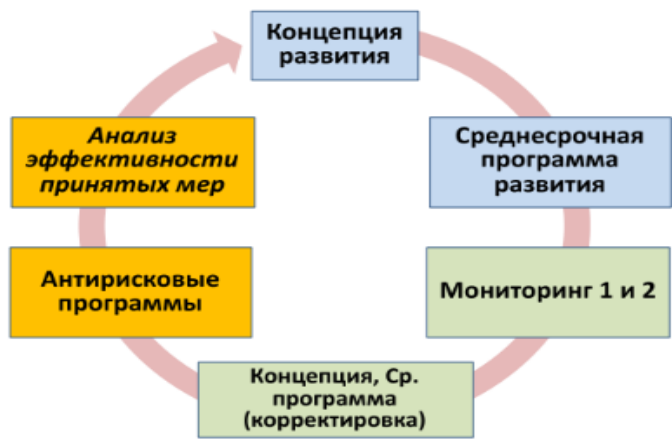 Концепция
развития
Среднесрочная
программа
развития
Мониторинг 1 и 2
Концепция, Ср.
программа
(корректировка)
Антирисковые
программы
Анализ
эффективности
принятых мер